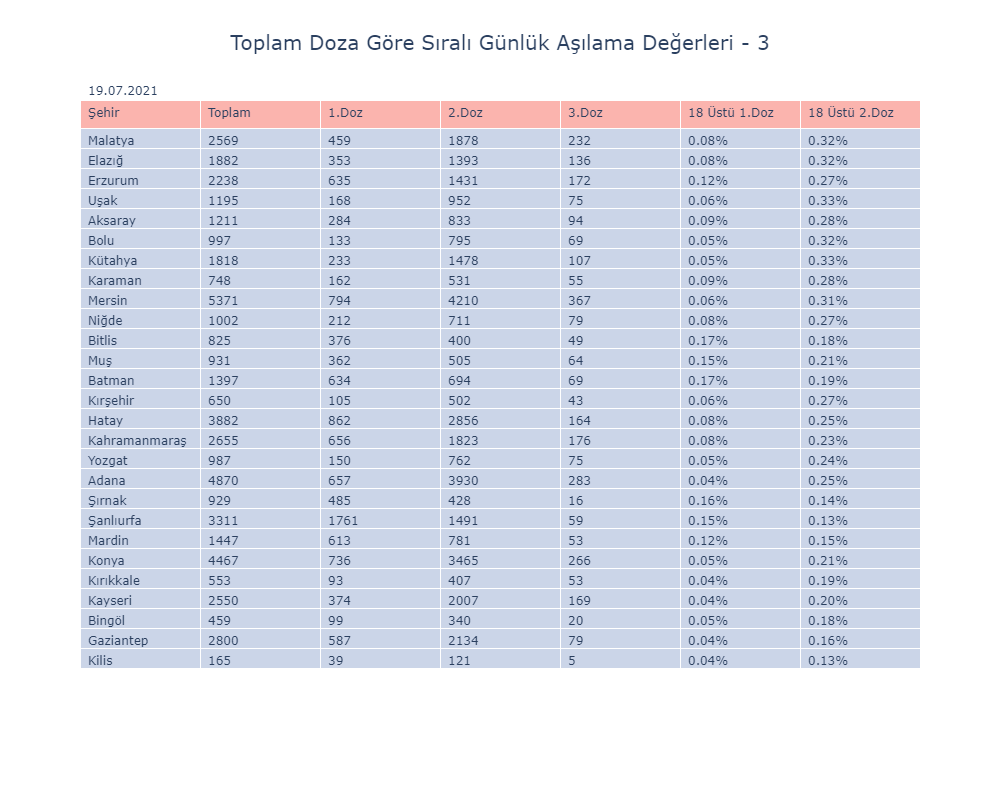 Toplam Doza Göre Sıralı Günlük Aşılama Değerleri - 3
19.07.2021
Şehir Toplam 1.Doz 2.Doz 3.Doz 18 Üstü 1.Doz 18 Üstü 2.Doz
Malatya 2569 459 1878 232 0.08% 0.32%
Elazığ 1882 353 1393 136 0.08% 0.32%
Erzurum 2238 635 1431 172 0.12% 0.27%
Uşak 1195 168 952 75 0.06% 0.33%
Aksaray 1211 284 833 94 0.09% 0.28%
Bolu 997 133 795 69 0.05% 0.32%
Kütahya 1818 233 1478 107 0.05% 0.33%
Karaman 748 162 531 55 0.09% 0.28%
Mersin 5371 794 4210 367 0.06% 0.31%
Niğde 1002 212 711 79 0.08% 0.27%
Bitlis 825 376 400 49 0.17% 0.18%
Muş 931 362 505 64 0.15% 0.21%
Batman 1397 634 694 69 0.17% 0.19%
Kırşehir 650 105 502 43 0.06% 0.27%
Hatay 3882 862 2856 164 0.08% 0.25%
Kahramanmaraş 2655 656 1823 176 0.08% 0.23%
Yozgat 987 150 762 75 0.05% 0.24%
Adana 4870 657 3930 283 0.04% 0.25%
Şırnak 929 485 428 16 0.16% 0.14%
Şanlıurfa 3311 1761 1491 59 0.15% 0.13%
Mardin 1447 613 781 53 0.12% 0.15%
Konya 4467 736 3465 266 0.05% 0.21%
Kırıkkale 553 93 407 53 0.04% 0.19%
Kayseri 2550 374 2007 169 0.04% 0.20%
Bingöl 459 99 340 20 0.05% 0.18%
Gaziantep 2800 587 2134 79 0.04% 0.16%
Kilis 165 39 121 5 0.04% 0.13%